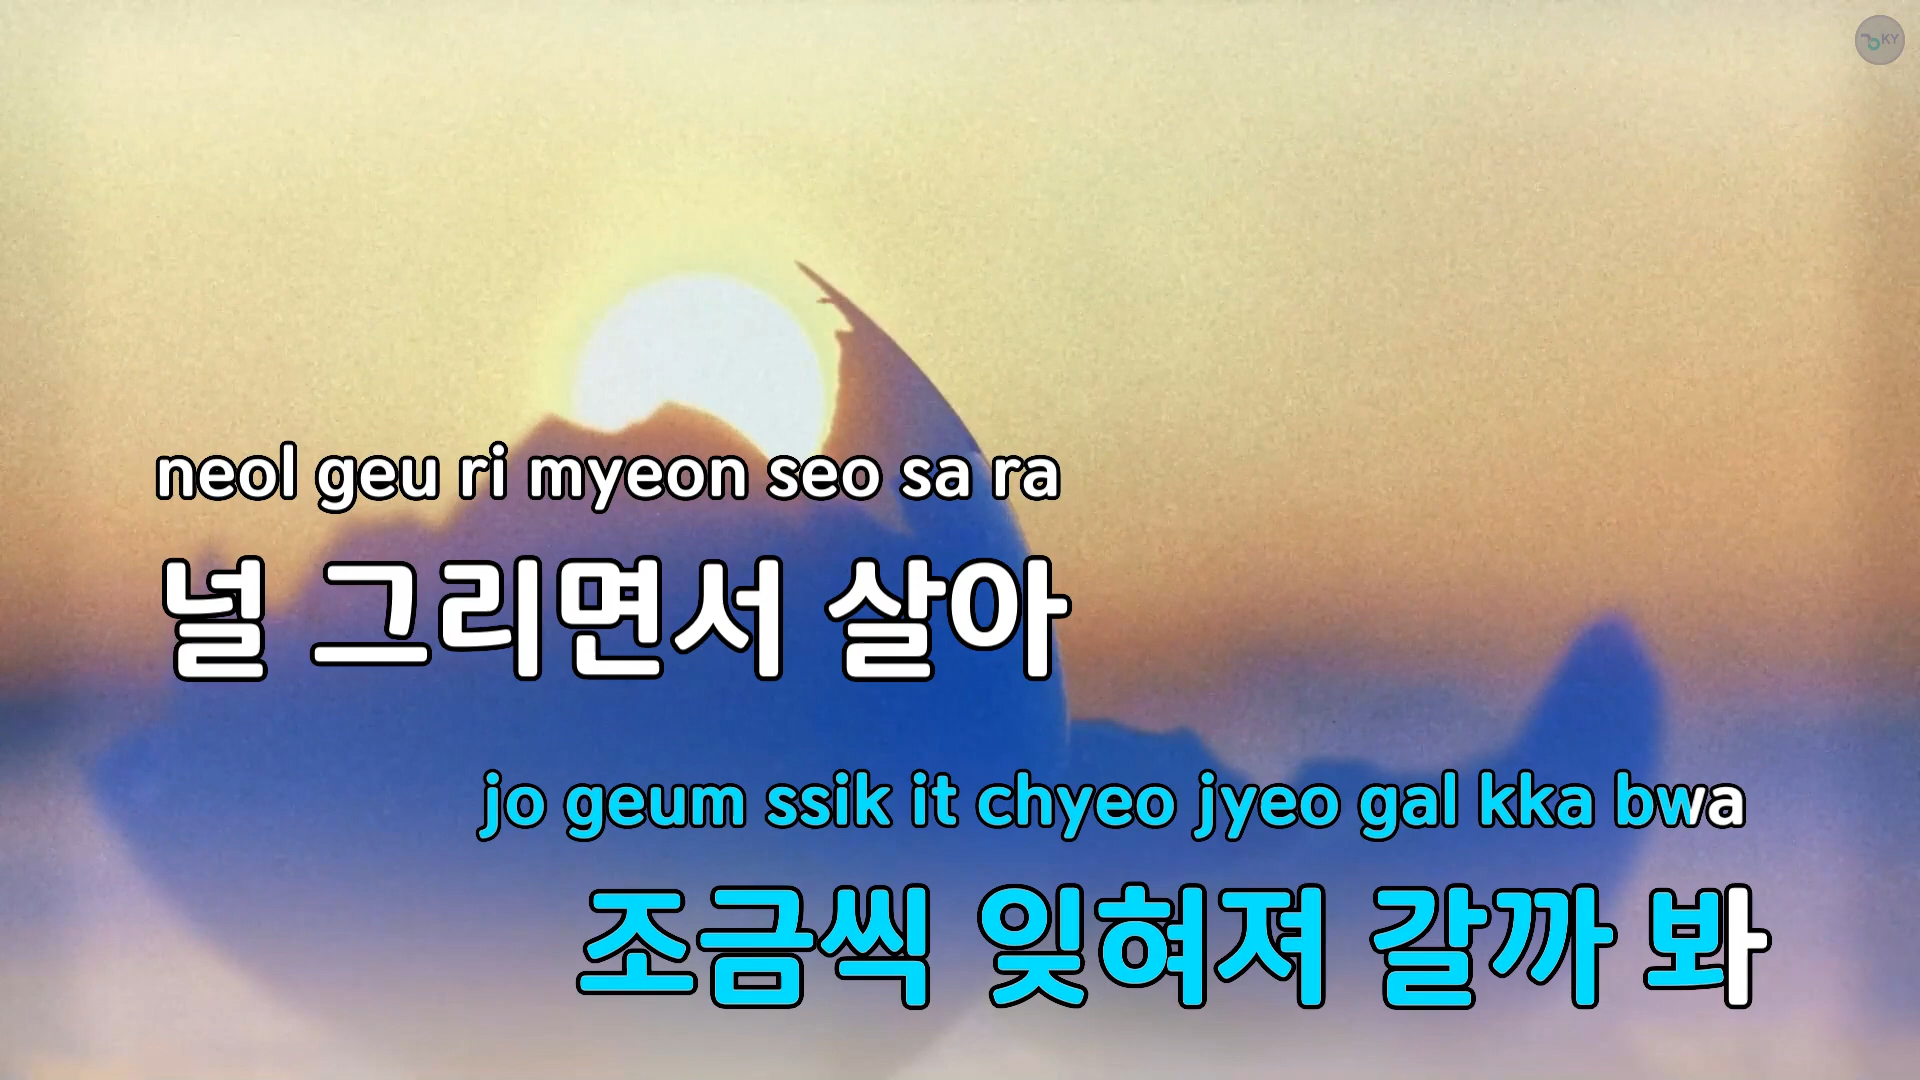 KY
neol geu ri myeon seo sa ra
널 그리면서 살아
jo geum ssik it chyeo jyeo gal kka bwa
조금씩 잊혀져 갈까 봐